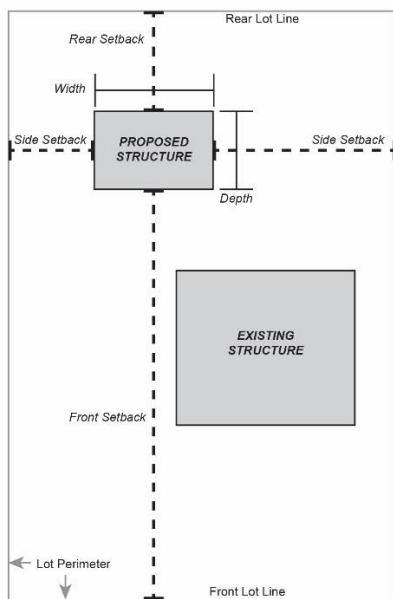 Rear Lot Line
Rear Setback
Width
Side Setback
PROPOSED
STRUCTURE
Side Setback
Depth
EXISTING
STRUCTURE
Front Setback
Lot Perimeter
Front Lot Line